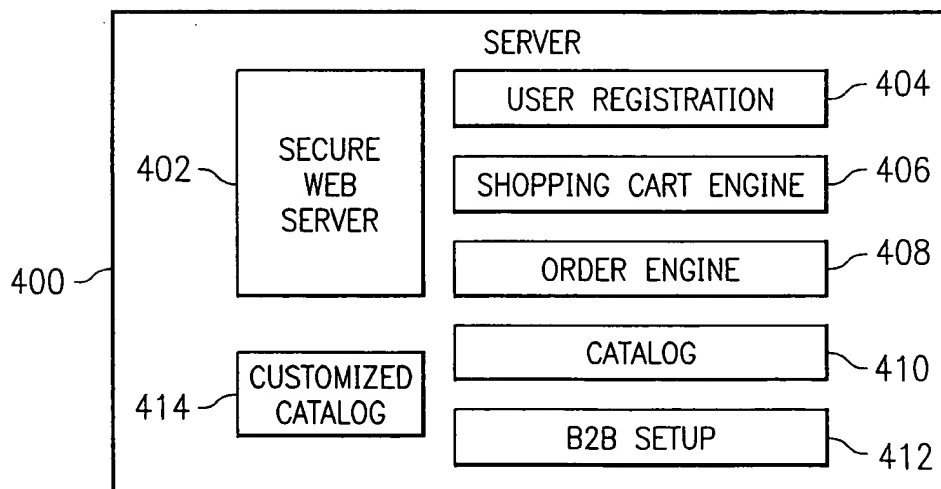 SERVER
400
402
SECURE
WEB
SERVER
USER REGISTRATION
404
SHOPPING CART ENGINE
406
ORDER ENGINE
408
CATALOG
410
414
CUSTOMIZED
CATALOG
B2B SETUP
412